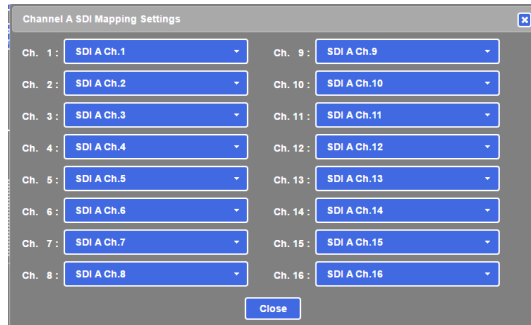 Channel A SDI Mapping Settings
Ch. 1 : SDI A Ch.1 Ch. 9 : SDI A Ch.9
Ch. 2 : SDI A Ch.2 Ch. 10 : SDI A Ch.10
Ch. 3 : SDI A Ch.3 Ch. 11 : SDI A Ch.11
Ch. 4 : SDI A Ch.4 Ch. 12 : SDI A Ch.12
Ch. 5 : SDI A Ch.5 Ch. 13 : SDI A Ch.13
Ch. 6 : SDI A Ch.6 Ch. 14 : SDI A Ch.14
Ch. 7 : SDI A Ch.7 Ch. 15 : SDI A Ch.15
Ch. 8 : SDI A Ch.8 Ch. 16 : SDI A Ch.16
Close